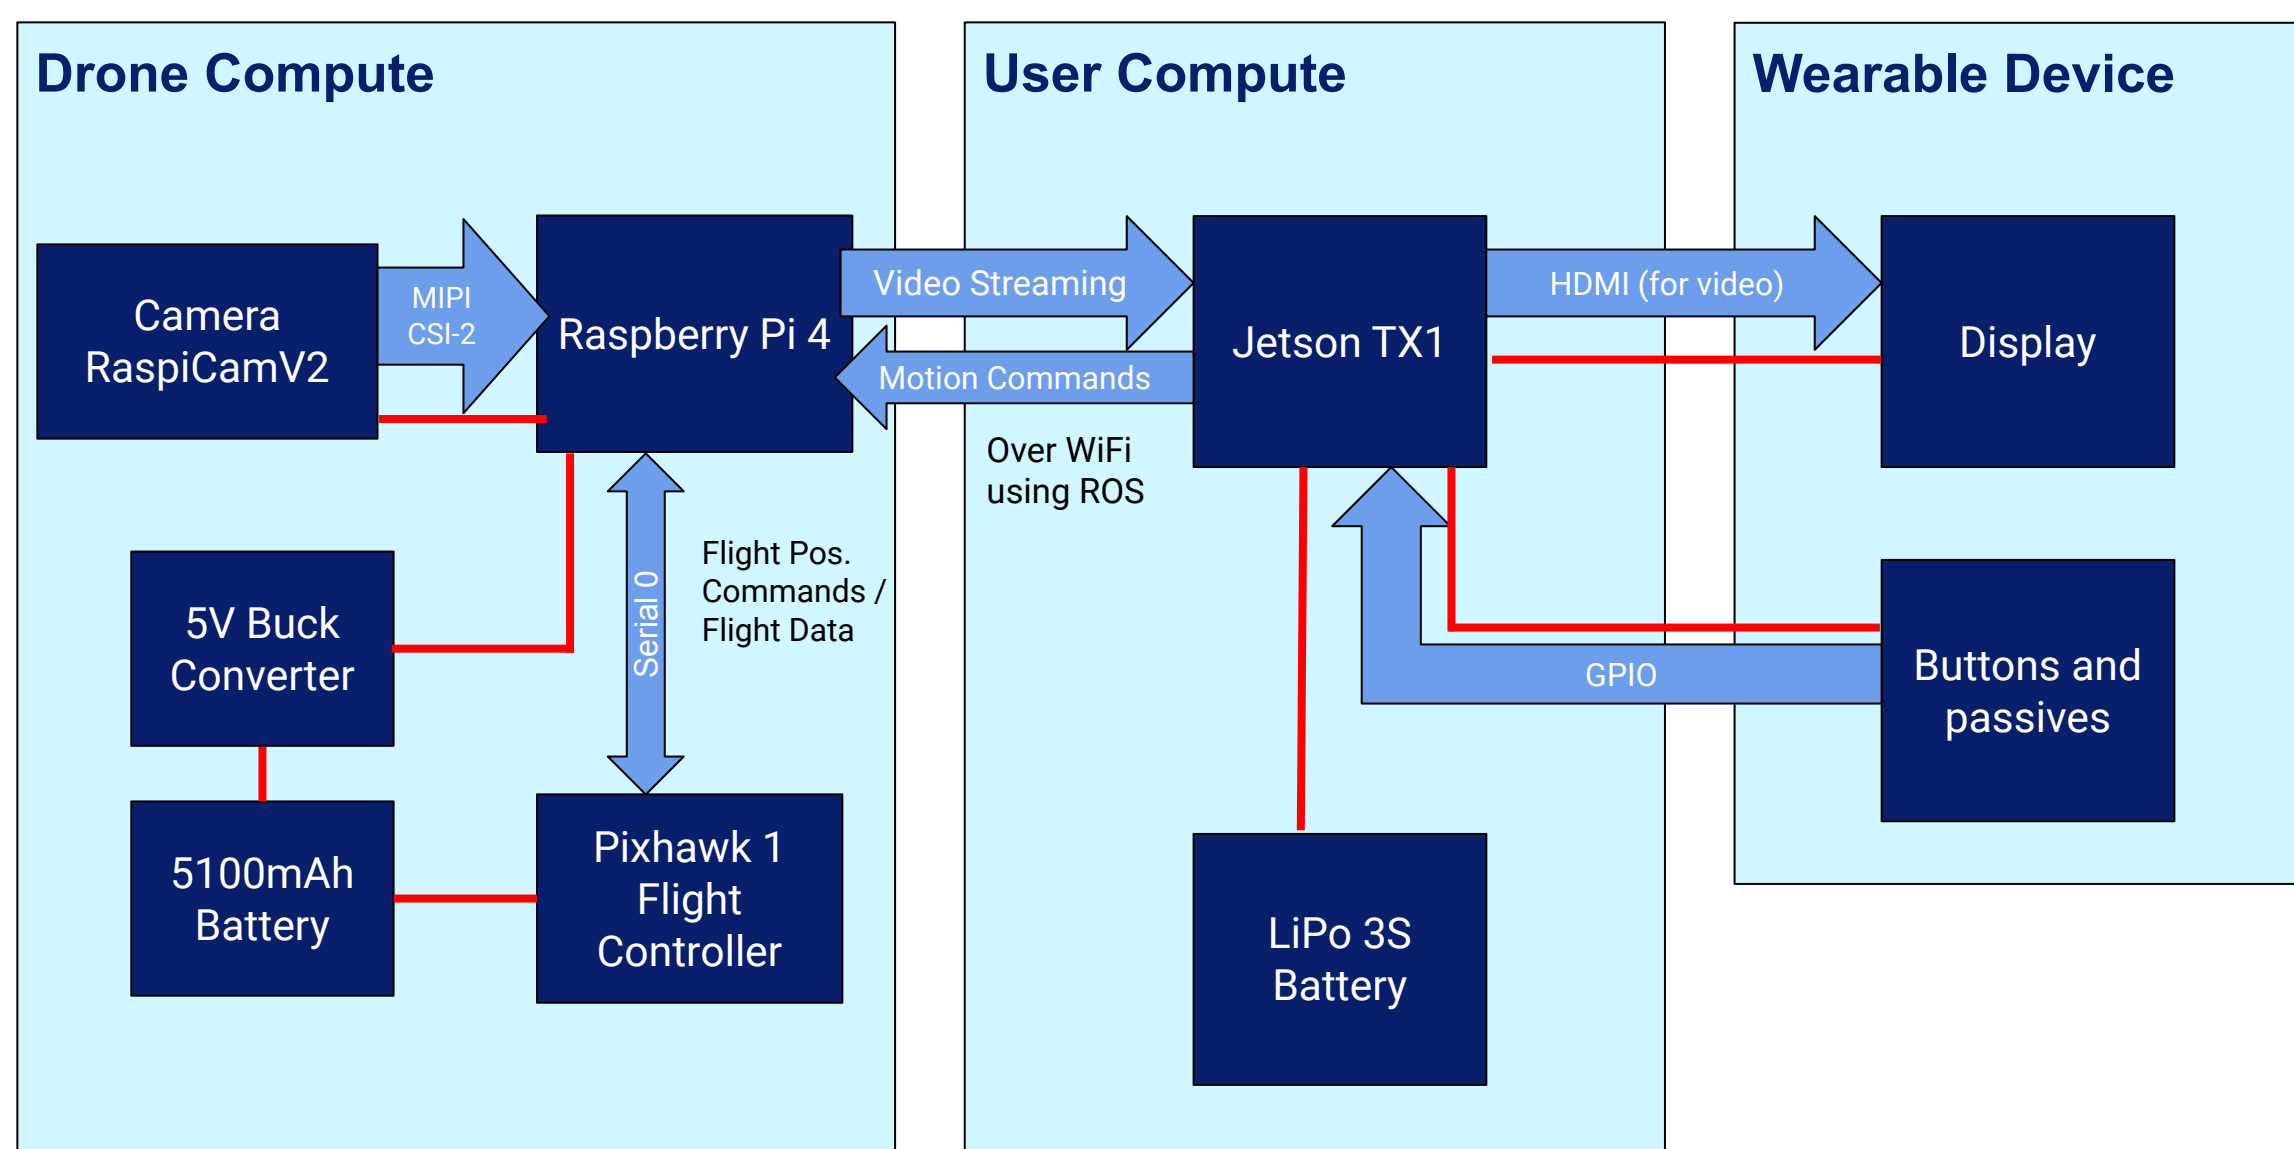 Drone Compute
User Compute
Wearable Device
Camera
RaspiCamV2
MIPI
CSI-2
Raspberry Pi 4
Video Streaming
Motion Commands
Over WiFi
using ROS
Jetson TX1
HDMI (for video)
Display
5V Buck
Converter
Serial 0
Flight Pos.
Commands /
Flight Data
GPIO
Buttons and
passives
5100mAh
Battery
Pixhawk 1
Flight
Controller
LiPo 3S
Battery